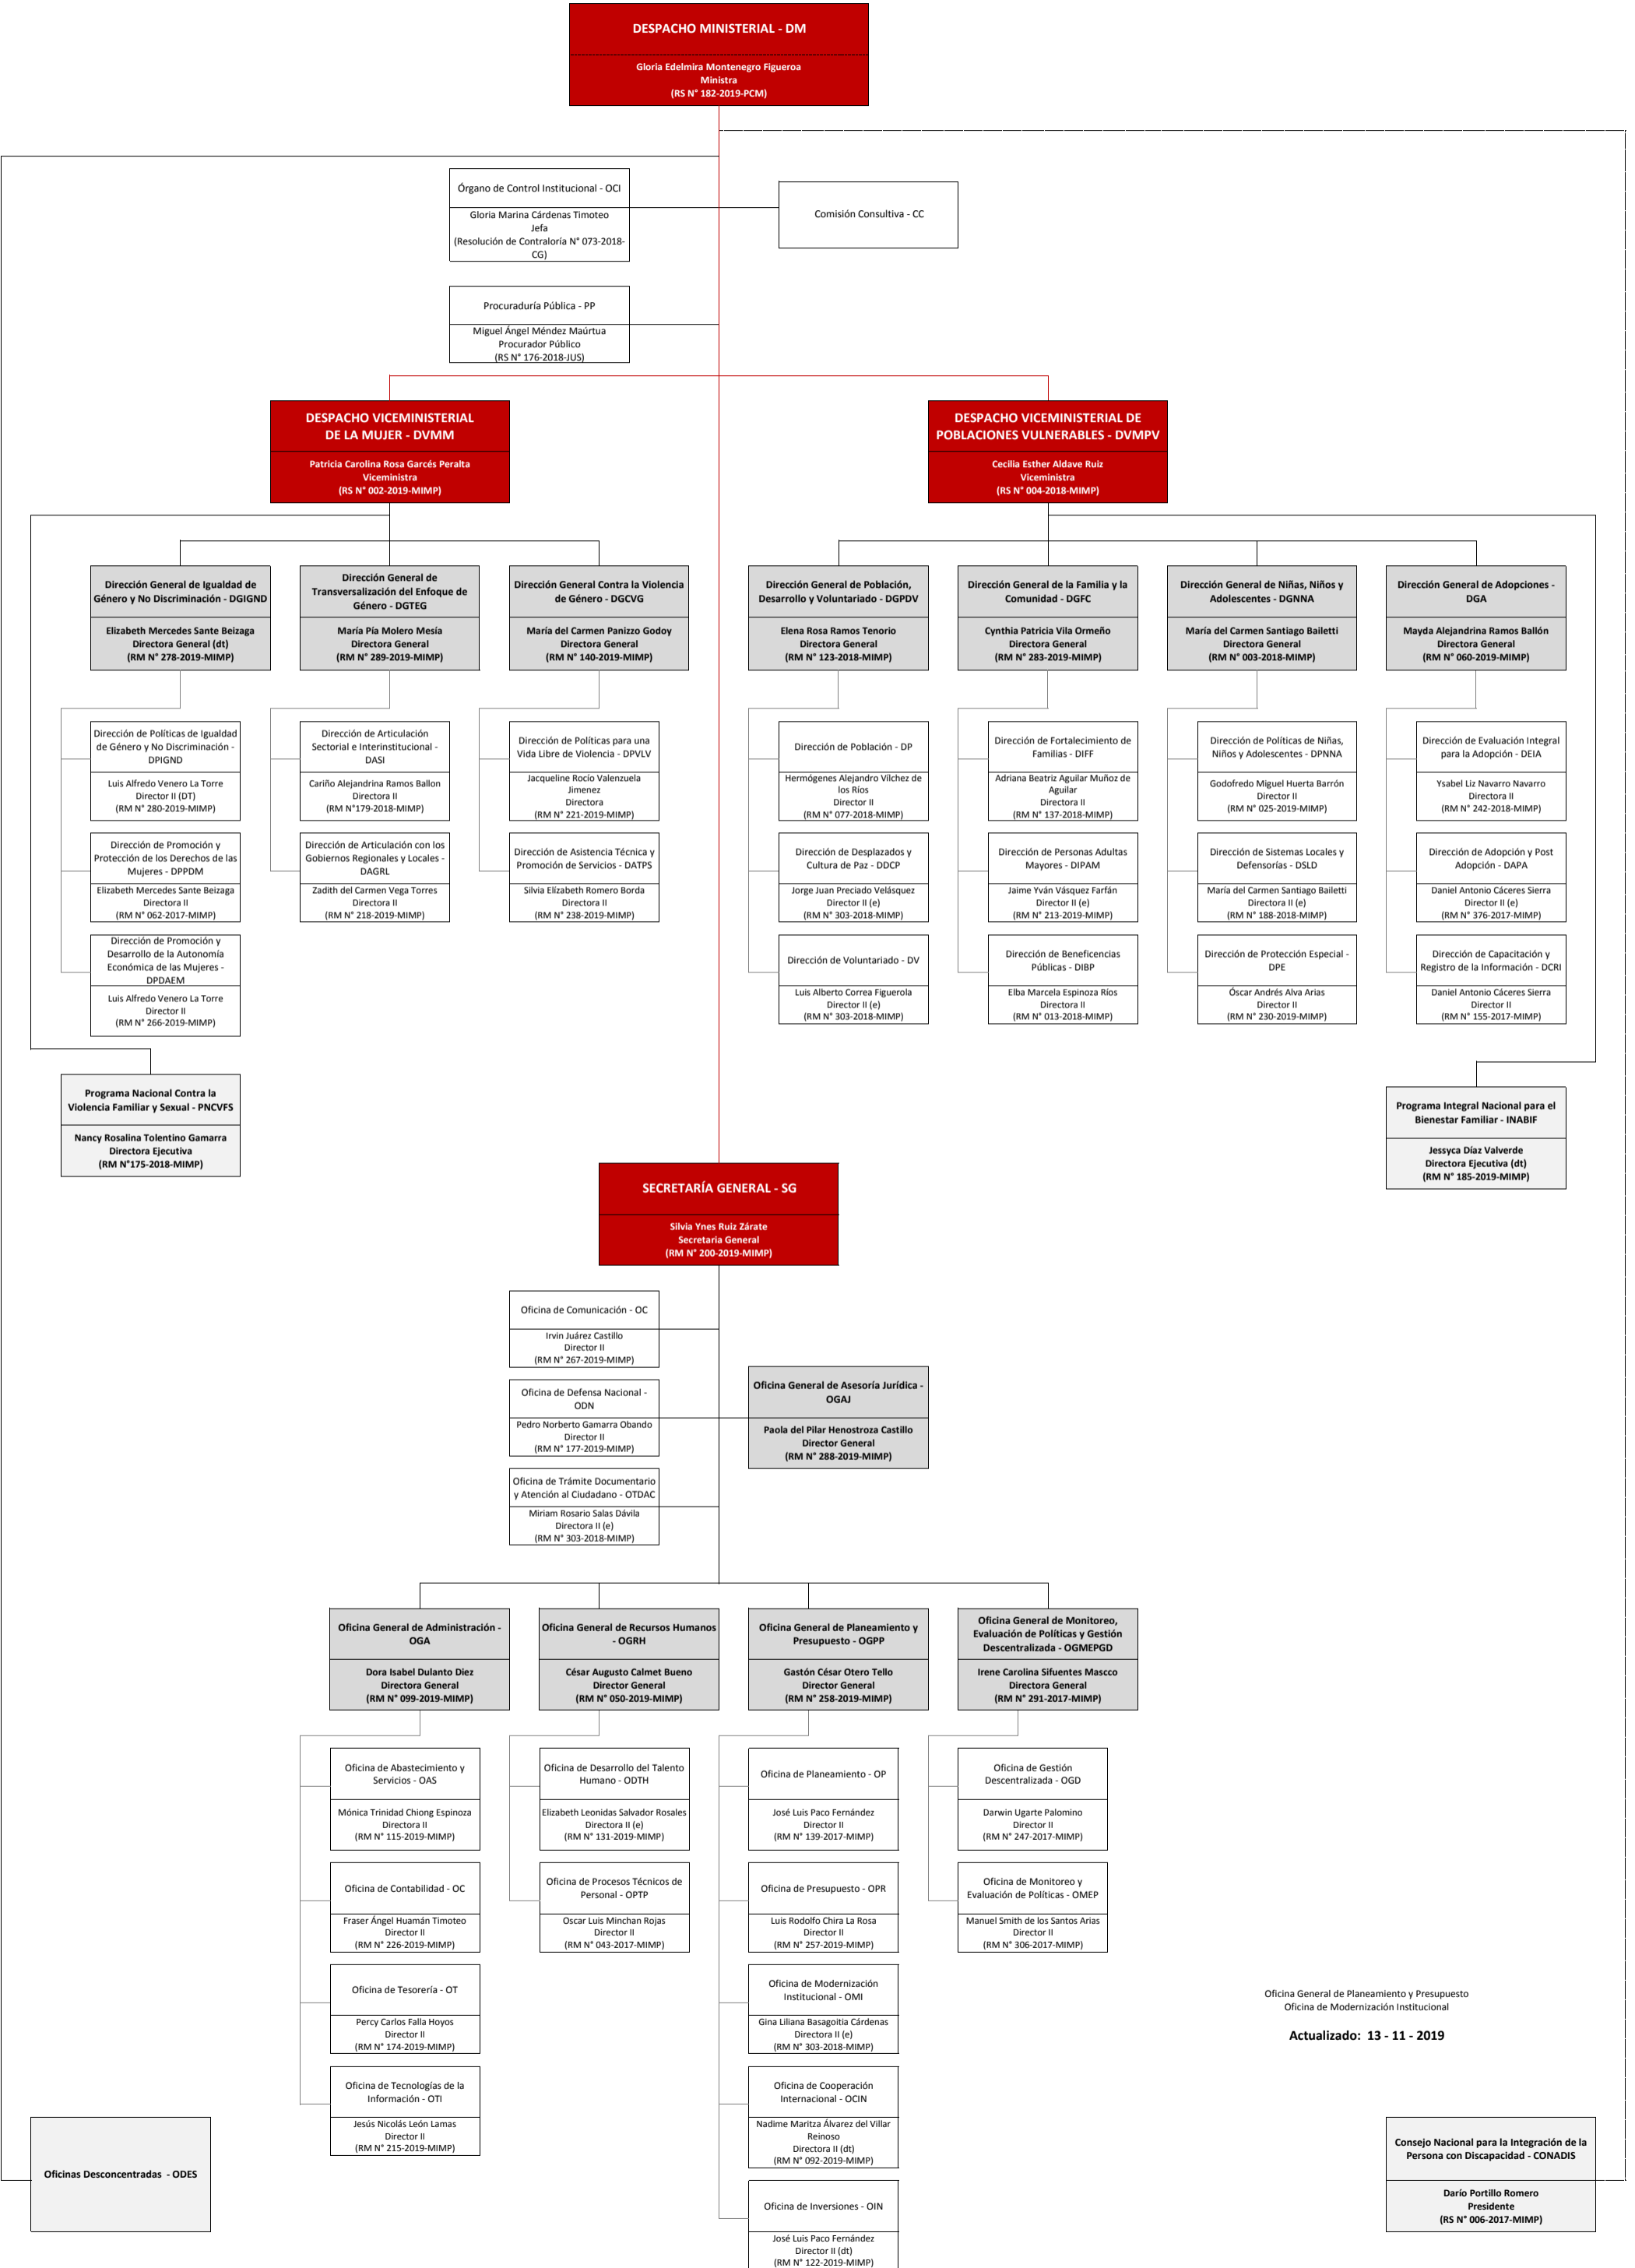 DESPACHO MINISTERIAL - DM
Gloria Edelmira Montenegro Figueroa
Ministra
(RS N° 182-2019-PCM)
Órgano de Control Institucional - OCI
Gloria Marina Cárdenas Timoteo
Jefa
(Resolución de Contraloría N° 073-2018-
CG)
Comisión Consultiva - CC
Procuraduría Pública - PP
Miguel Ángel Méndez Maúrtua
Procurador Público
(RS N° 176-2018-JUS)
DESPACHO VICEMINISTERIAL
DE LA MUJER - DVMM
Patricia Carolina Rosa Garcés Peralta
Viceministra
(RS N° 002-2019-MIMP)
DESPACHO VICEMINISTERIAL DE
POBLACIONES VULNERABLES - DVMPV
Cecilia Esther Aldave Ruiz
Viceministra
(RS N° 004-2018-MIMP)
Dirección General de Igualdad de
Género y No Discriminación - DGIGND
Elizabeth Mercedes Sante Beizaga
Directora General (dt)
(RM N° 278-2019-MIMP)
Dirección General de
Transversalización del Enfoque de
Género - DGTEG
María Pía Molero Mesía
Directora General
(RM N° 289-2019-MIMP)
Dirección General Contra la Violencia
de Género - DGCVG
María del Carmen Panizzo Godoy
Directora General
(RM N° 140-2019-MIMP)
Dirección General de Población,
Desarrollo y Voluntariado - DGPDV
Elena Rosa Ramos Tenorio
Directora General
(RM N° 123-2018-MIMP)
Dirección General de la Familia y la
Comunidad - DGFC
Cynthia Patricia Vila Ormeño
Directora General
(RM N° 283-2019-MIMP)
Dirección General de Niñas, Niños y
Adolescentes - DGNNA
María del Carmen Santiago Bailetti
Directora General
(RM N° 003-2018-MIMP)
Dirección General de Adopciones -
DGA
Mayda Alejandrina Ramos Ballón
Directora General
(RM N° 060-2019-MIMP)
Dirección de Políticas de Igualdad
de Género y No Discriminación -
DPIGND
Luis Alfredo Venero La Torre
Director II (DT)
(RM N° 280-2019-MIMP)
Dirección de Articulación
Sectorial e Interinstitucional -
DASI
Cariño Alejandrina Ramos Ballon
Directora II
(RM N°179-2018-MIMP)
Dirección de Políticas para una
Vida Libre de Violencia - DPVLV
Jacqueline Rocío Valenzuela
Jimenez
Directora
(RM N° 221-2019-MIMP)
Dirección de Población - DP
Hermógenes Alejandro Vílchez de
los Ríos
Director II
(RM N° 077-2018-MIMP)
Dirección de Fortalecimiento de
Familias - DIFF
Adriana Beatriz Aguilar Muñoz de
Aguilar
Directora II
(RM N° 137-2018-MIMP)
Dirección de Políticas de Niñas,
Niños y Adolescentes - DPNNA
Godofredo Miguel Huerta Barrón
Director II
(RM N° 025-2019-MIMP)
Dirección de Evaluación Integral
para la Adopción - DEIA
Ysabel Liz Navarro Navarro
Directora II
(RM N° 242-2018-MIMP)
Dirección de Promoción y
Protección de los Derechos de las
Mujeres - DPPDM
Elizabeth Mercedes Sante Beizaga
Directora II
(RM N° 062-2017-MIMP)
Dirección de Articulación con los
Gobiernos Regionales y Locales -
DAGRL
Zadith del Carmen Vega Torres
Directora II
(RM N° 218-2019-MIMP)
Dirección de Asistencia Técnica y
Promoción de Servicios - DATPS
Silvia Elízabeth Romero Borda
Directora II
(RM N° 238-2019-MIMP)
Dirección de Desplazados y
Cultura de Paz - DDCP
Jorge Juan Preciado Velásquez
Director II (e)
(RM N° 303-2018-MIMP)
Dirección de Personas Adultas
Mayores - DIPAM
Jaime Yván Vásquez Farfán
Director II (e)
(RM N° 213-2019-MIMP)
Dirección de Sistemas Locales y
Defensorías - DSLD
María del Carmen Santiago Bailetti
Directora II (e)
(RM N° 188-2018-MIMP)
Dirección de Adopción y Post
Adopción - DAPA
Daniel Antonio Cáceres Sierra
Director II (e)
(RM N° 376-2017-MIMP)
Dirección de Promoción y
Desarrollo de la Autonomía
Económica de las Mujeres -
DPDAEM
Luis Alfredo Venero La Torre
Director II
(RM N° 266-2019-MIMP)
Dirección de Voluntariado - DV
Luis Alberto Correa Figuerola
Director II (e)
(RM N° 303-2018-MIMP)
Dirección de Beneficencias
Públicas - DIBP
Elba Marcela Espinoza Ríos
Directora II
(RM N° 013-2018-MIMP)
Dirección de Protección Especial -
DPE
Óscar Andrés Alva Arias
Director II
(RM N° 230-2019-MIMP)
Dirección de Capacitación y
Registro de la Información - DCRI
Daniel Antonio Cáceres Sierra
Director II
(RM N° 155-2017-MIMP)
Programa Nacional Contra la
Violencia Familiar y Sexual - PNCVFS
Nancy Rosalina Tolentino Gamarra
Directora Ejecutiva
(RM N°175-2018-MIMP)
Programa Integral Nacional para el
Bienestar Familiar - INABIF
Jessyca Díaz Valverde
Directora Ejecutiva (dt)
(RM N° 185-2019-MIMP)
SECRETARÍA GENERAL - SG
Silvia Ynes Ruiz Zárate
Secretaria General
(RM N° 200-2019-MIMP)
Oficina de Comunicación - OC
Irvin Juárez Castillo
Director II
(RM N° 267-2019-MIMP)
Oficina de Defensa Nacional -
ODN
Pedro Norberto Gamarra Obando
Director II
(RM N° 177-2019-MIMP)
Oficina General de Asesoría Jurídica -
OGAJ
Paola del Pilar Henostroza Castillo
Director General
(RM N° 288-2019-MIMP)
Oficina de Trámite Documentario
y Atención al Ciudadano - OTDAC
Miriam Rosario Salas Dávila
Directora II (e)
(RM N° 303-2018-MIMP)
Oficina General de Administración -
OGA
Dora Isabel Dulanto Diez
Directora General
(RM N° 099-2019-MIMP)
Oficina General de Recursos Humanos
- OGRH
César Augusto Calmet Bueno
Director General
(RM N° 050-2019-MIMP)
Oficina General de Planeamiento y
Presupuesto - OGPP
Gastón César Otero Tello
Director General
(RM N° 258-2019-MIMP)
Oficina General de Monitoreo,
Evaluación de Políticas y Gestión
Descentralizada - OGMEPGD
Irene Carolina Sifuentes Mascco
Directora General
(RM N° 291-2017-MIMP)
Oficina de Abastecimiento y
Servicios - OAS
Mónica Trinidad Chiong Espinoza
Directora II
(RM N° 115-2019-MIMP)
Oficina de Desarrollo del Talento
Humano - ODTH
Elizabeth Leonidas Salvador Rosales
Directora II (e)
(RM N° 131-2019-MIMP)
Oficina de Planeamiento - OP
José Luis Paco Fernández
Director II
(RM N° 139-2017-MIMP)
Oficina de Gestión
Descentralizada - OGD
Darwin Ugarte Palomino
Director II
(RM N° 247-2017-MIMP)
Oficina de Contabilidad - OC
Fraser Ángel Huamán Timoteo
Director II
(RM N° 226-2019-MIMP)
Oficina de Procesos Técnicos de
Personal - OPTP
Oscar Luis Minchan Rojas
Director II
(RM N° 043-2017-MIMP)
Oficina de Presupuesto - OPR
Luis Rodolfo Chira La Rosa
Director II
(RM N° 257-2019-MIMP)
Oficina de Monitoreo y
Evaluación de Políticas - OMEP
Manuel Smith de los Santos Arias
Director II
(RM N° 306-2017-MIMP)
Oficina de Tesorería - OT
Percy Carlos Falla Hoyos
Director II
(RM N° 174-2019-MIMP)
Oficina de Modernización
Institucional - OMI
Gina Liliana Basagoitia Cárdenas
Directora II (e)
(RM N° 303-2018-MIMP)
Oficina General de Planeamiento y Presupuesto
Oficina de Modernización Institucional
Actualizado: 13 - 11 - 2019
Oficina de Tecnologías de la
Información - OTI
Jesús Nicolás León Lamas
Director II
(RM N° 215-2019-MIMP)
Oficina de Cooperación
Internacional - OCIN
Nadime Maritza Álvarez del Villar
Reinoso
Directora II (dt)
(RM N° 092-2019-MIMP)
Oficinas Desconcentradas - ODES
Consejo Nacional para la Integración de la
Persona con Discapacidad - CONADIS
Darío Portillo Romero
Presidente
(RS N° 006-2017-MIMP)
Oficina de Inversiones - OIN
José Luis Paco Fernández
Director II (dt)
(RM N° 122-2019-MIMP)